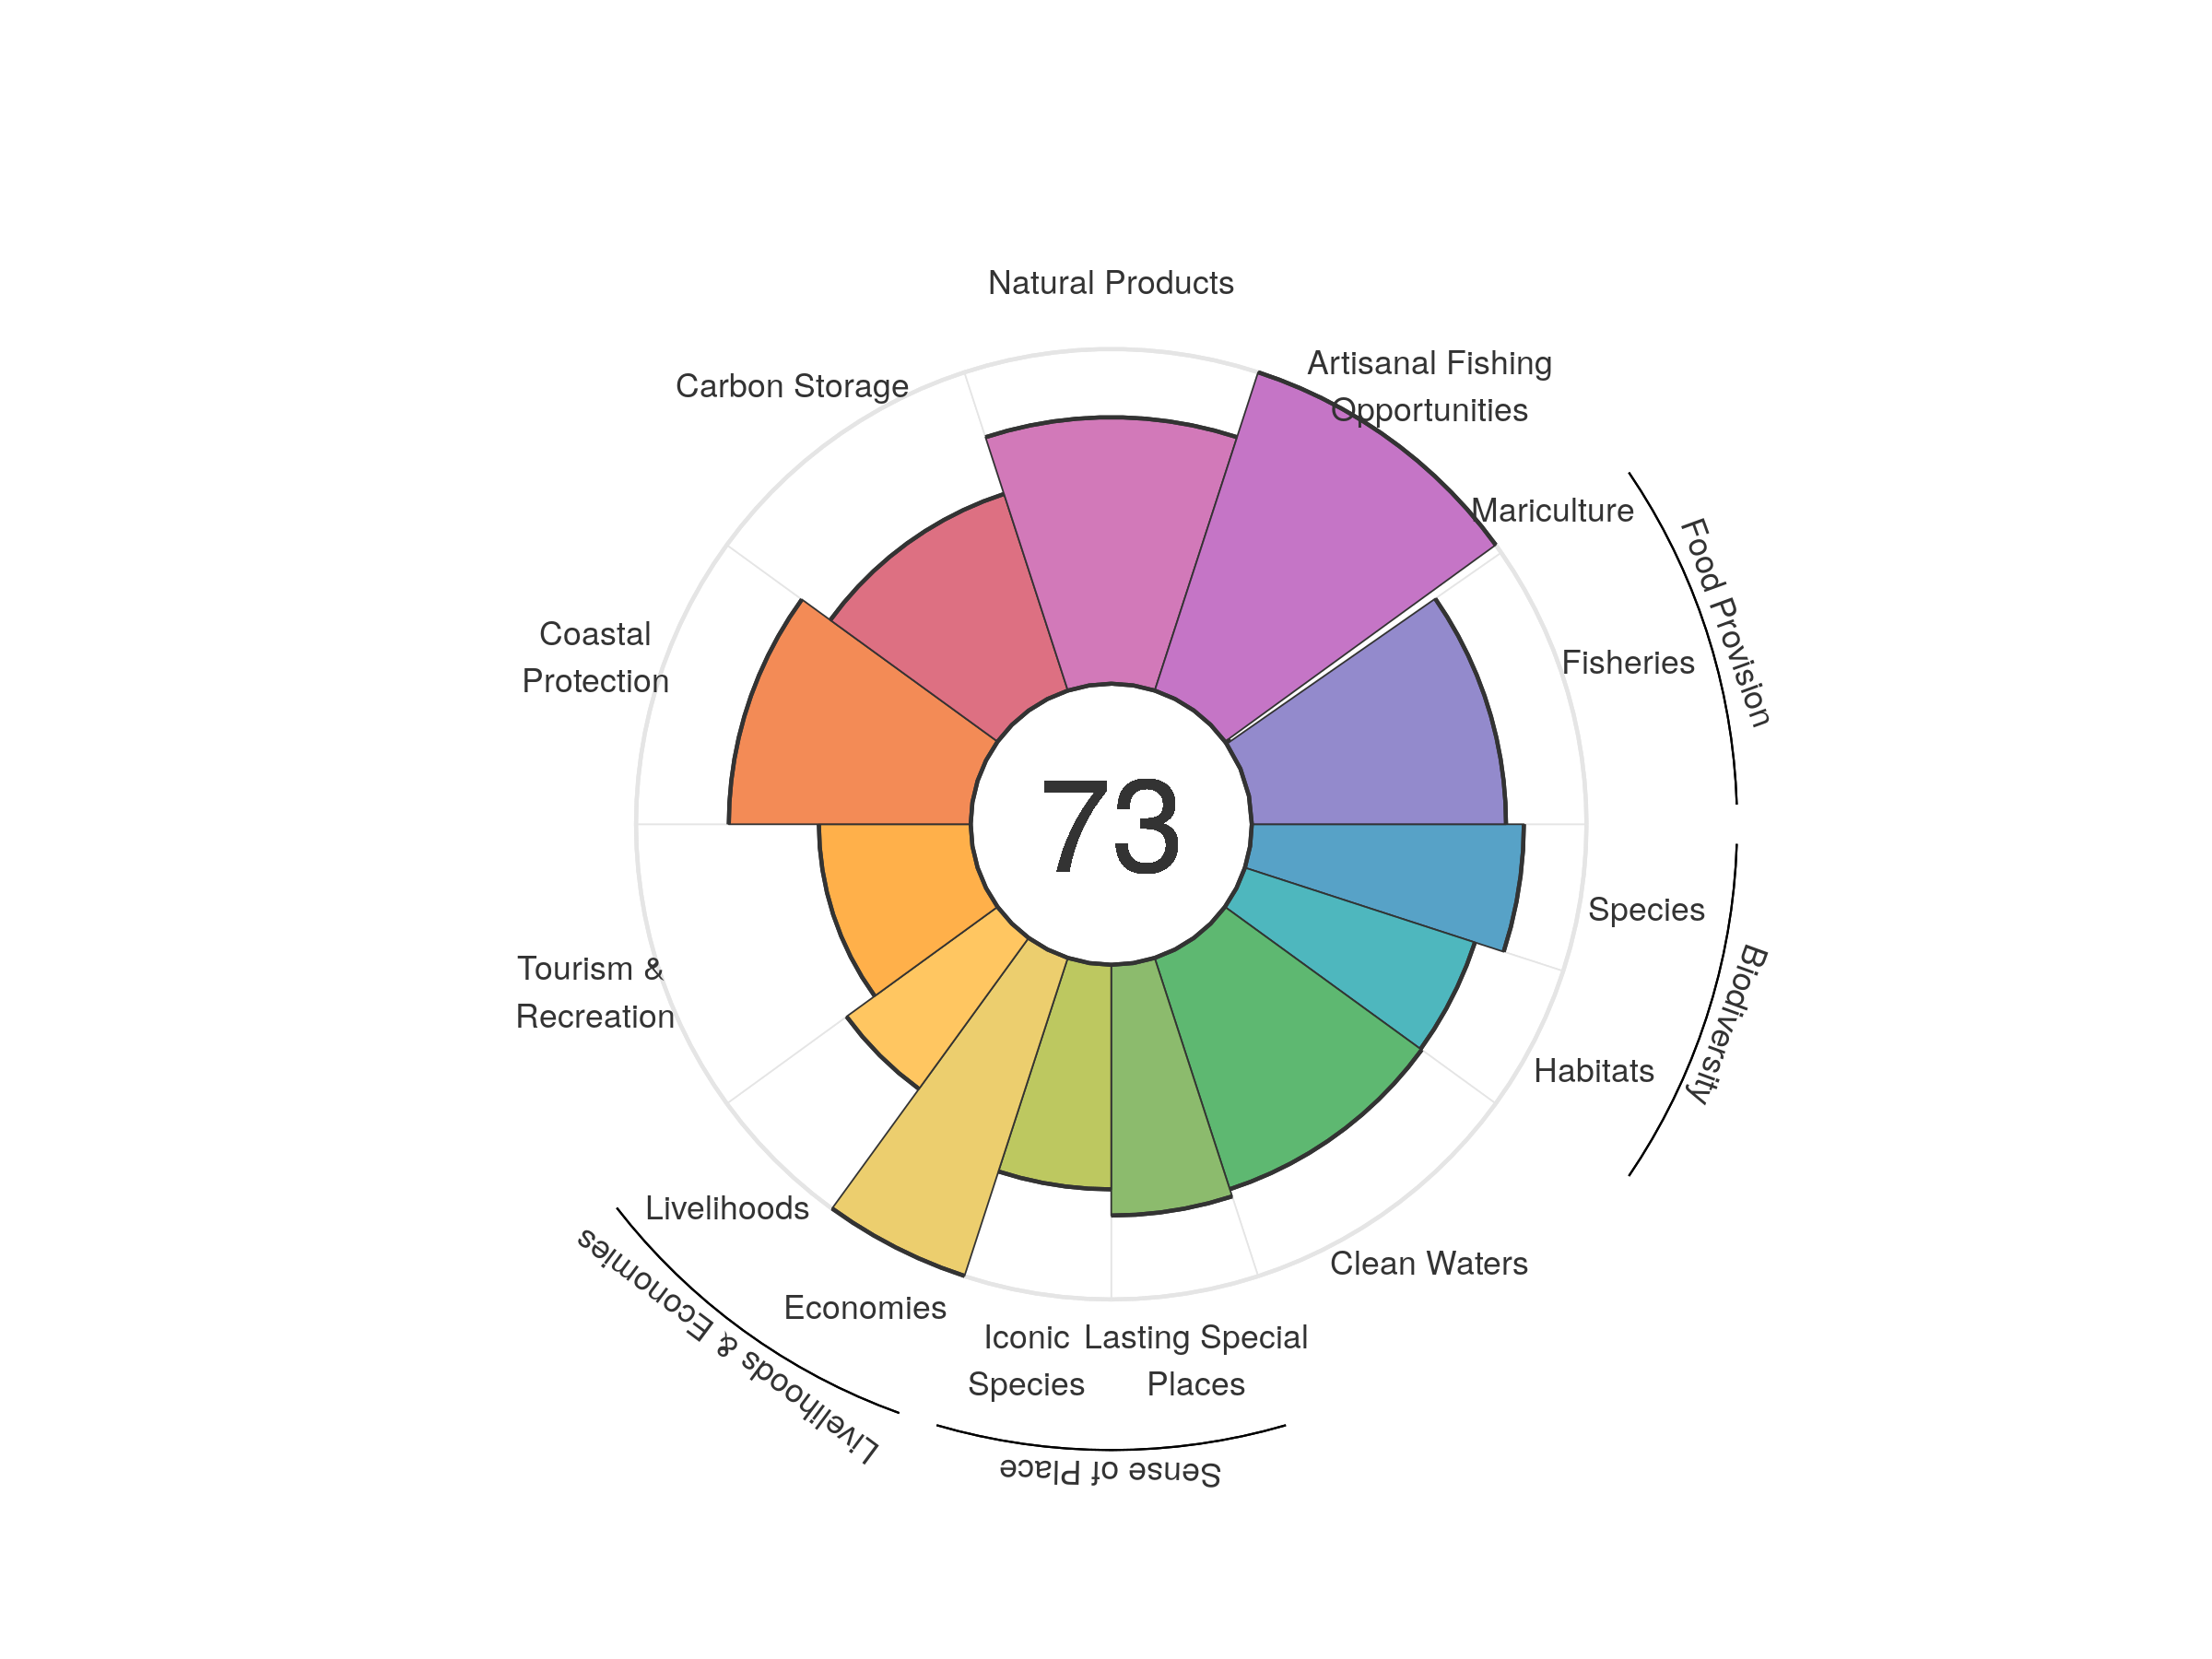 Natural Products
Artisanal Fishing
Opportunities
Carbon Storage
Mariculture
Food Provision
Coastal
Protection
Fisheries
73
Species
Biodiversity
Tourism &
Recreation
Habitats
Livelihoods
Livelihoods & Economies
Clean Waters
Economies
Iconic
Species
Lasting Special
Places
Sense of Place